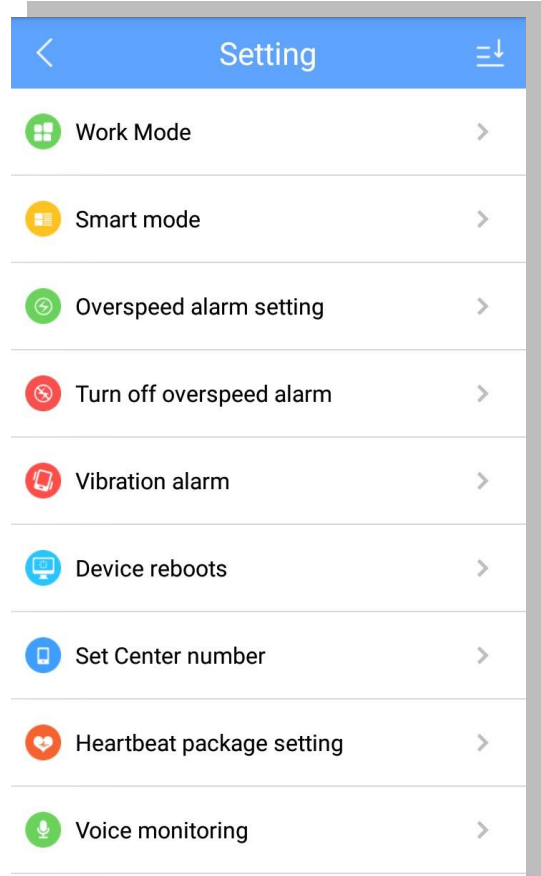 Setting
Work Mode
Smart mode
Overspeed alarm setting
Turn off overspeed alarm
Vibration alarm
Device reboots
Set Center number
Heartbeat package setting
Voice monitoring